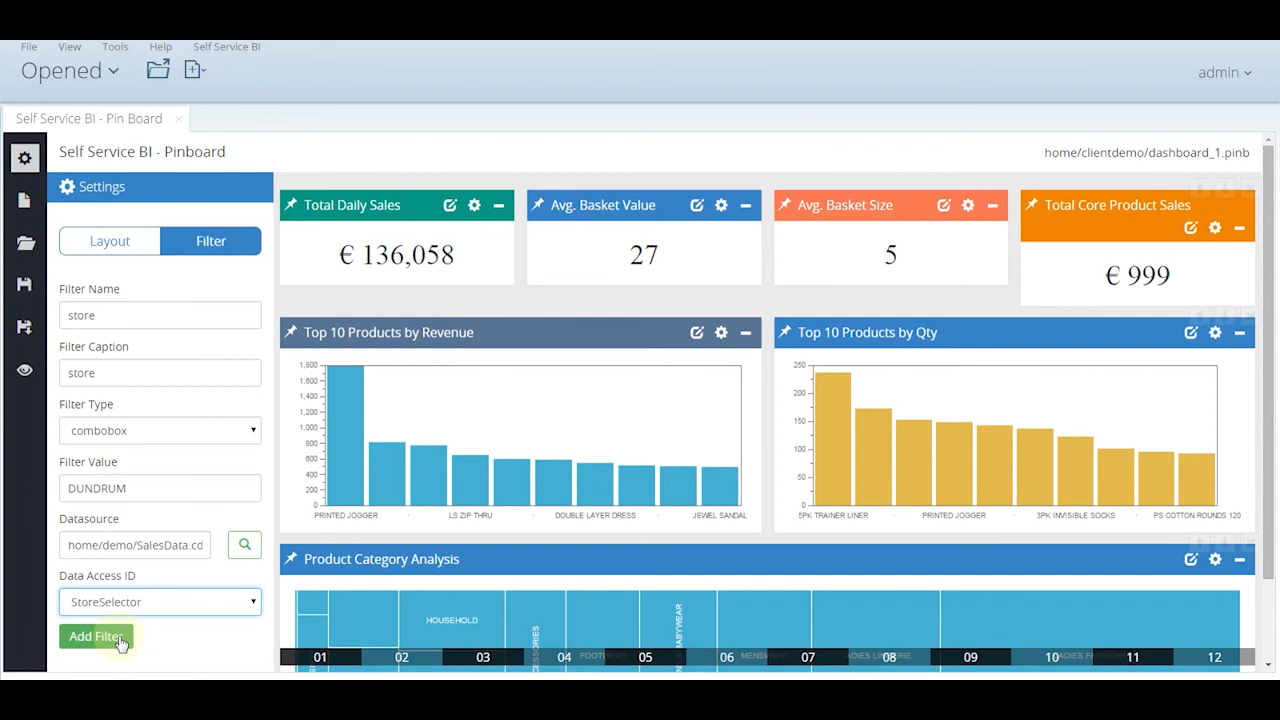 File View Tools Help Self Service BI
Opened
admin
Self Service BI - Pin Board ×
Self Service BI - Pinboard
home/clientdemo/dashboard_1.pinb
Settings
Layout Filter
Filter Name
store
Filter Caption
store
Filter Type
combobox
Filter Value
DUNDRUM
Datasource
home/demo/SalesData.cd
Data Access ID
StoreSelector
Add Filter
Total Daily Sales
€ 136,058
Avg. Basket Value
27
Avg. Basket Size
5
Total Core Product Sales
€ 999
Top 10 Products by Revenue
1,800
1,600
1,400
1,200
1,000
800
600
400
200
0
PRINTED JOGGER · LS ZIP THRU · DOUBLE LAYER DRESS · JEWEL SANDAL
Top 10 Products by Qty
250
200
150
100
50
0
5PK TRAINER LINER · PRINTED JOGGER · 3PK INVISIBLE SOCKS · PS COTTON ROUNDS 120
Product Category Analysis
HOUSEHOLD
01 02 03 04 05 06 07 08 09 10 11 12